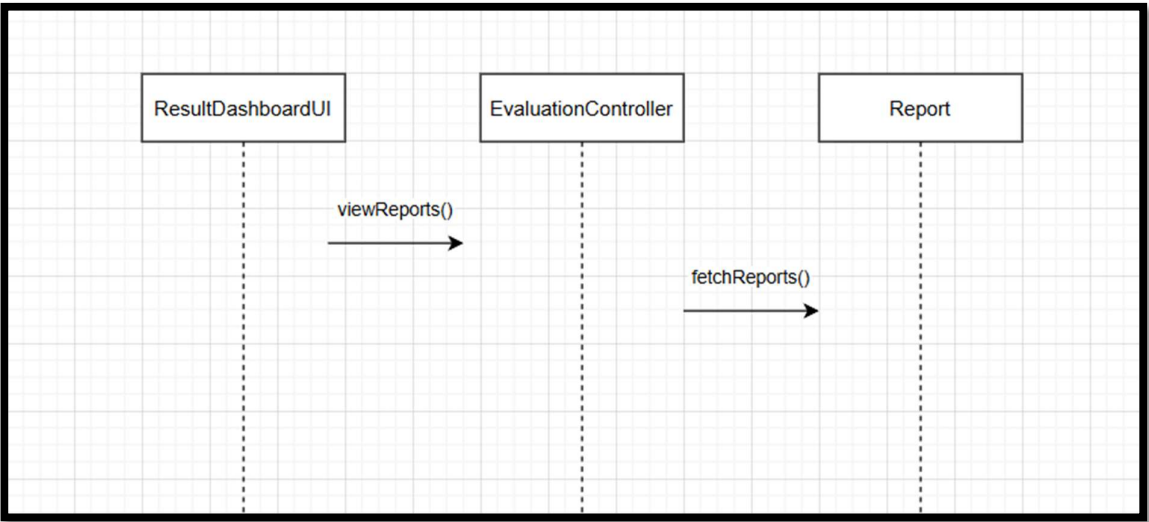 ResultDashboardUI
EvaluationController
Report
viewReports()
fetchReports()